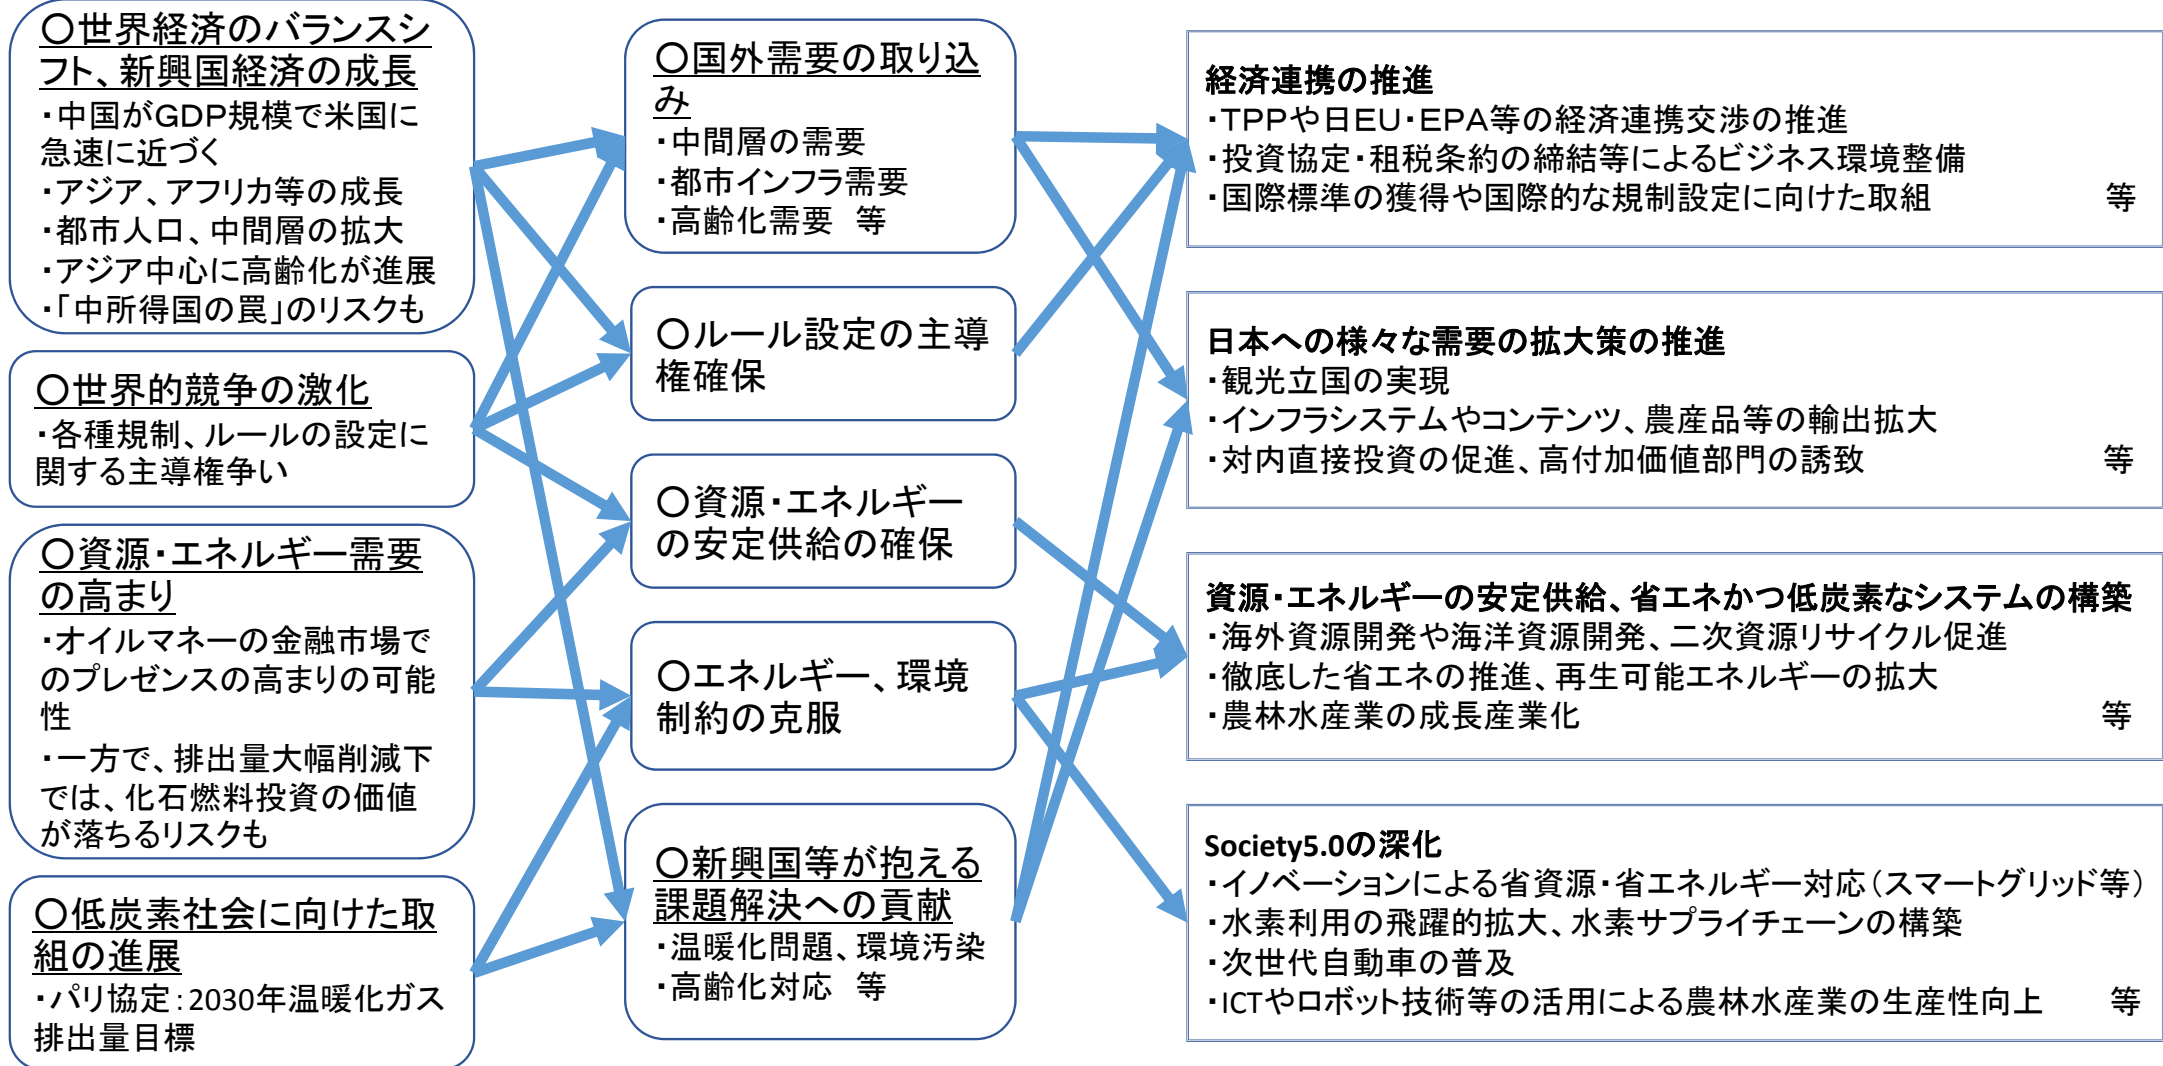 〇世界経済のバランスシ
フト、新興国経済の成長
・中国がGDP規模で米国に
急速に近づく
・アジア、アフリカ等の成長
・都市人口、中間層の拡大
・アジア中心に高齢化が進展
・「中所得国の罠」のリスクも
〇世界的競争の激化
・各種規制、ルールの設定に
関する主導権争い
〇資源・エネルギー需要
の高まり
・オイルマネーの金融市場で
のプレゼンスの高まりの可能
性
・一方で、排出量大幅削減下
では、化石燃料投資の価値
が落ちるリスクも
〇低炭素社会に向けた取
組の進展
・パリ協定：2030年温暖化ガス
排出量目標
〇国外需要の取り込
み
・中間層の需要
・都市インフラ需要
・高齢化需要　等
〇ルール設定の主導
権確保
〇資源・エネルギー
の安定供給の確保
〇エネルギー、環境
制約の克服
〇新興国等が抱える
課題解決への貢献
・温暖化問題、環境汚染
・高齢化対応　等
経済連携の推進
・TPPや日EU・EPA等の経済連携交渉の推進
・投資協定・租税条約の締結等によるビジネス環境整備
・国際標準の獲得や国際的な規制設定に向けた取組　等
日本への様々な需要の拡大策の推進
・観光立国の実現
・インフラシステムやコンテンツ、農産品等の輸出拡大
・対内直接投資の促進、高付加価値部門の誘致　等
資源・エネルギーの安定供給、省エネかつ低炭素なシステムの構築
・海外資源開発や海洋資源開発、二次資源リサイクル促進
・徹底した省エネの推進、再生可能エネルギーの拡大
・農林水産業の成長産業化　等
Society5.0の深化
・イノベーションによる省資源・省エネルギー対応（スマートグリッド等）
・水素利用の飛躍的拡大、水素サプライチェーンの構築
・次世代自動車の普及
・ICTやロボット技術等の活用による農林水産業の生産性向上　等